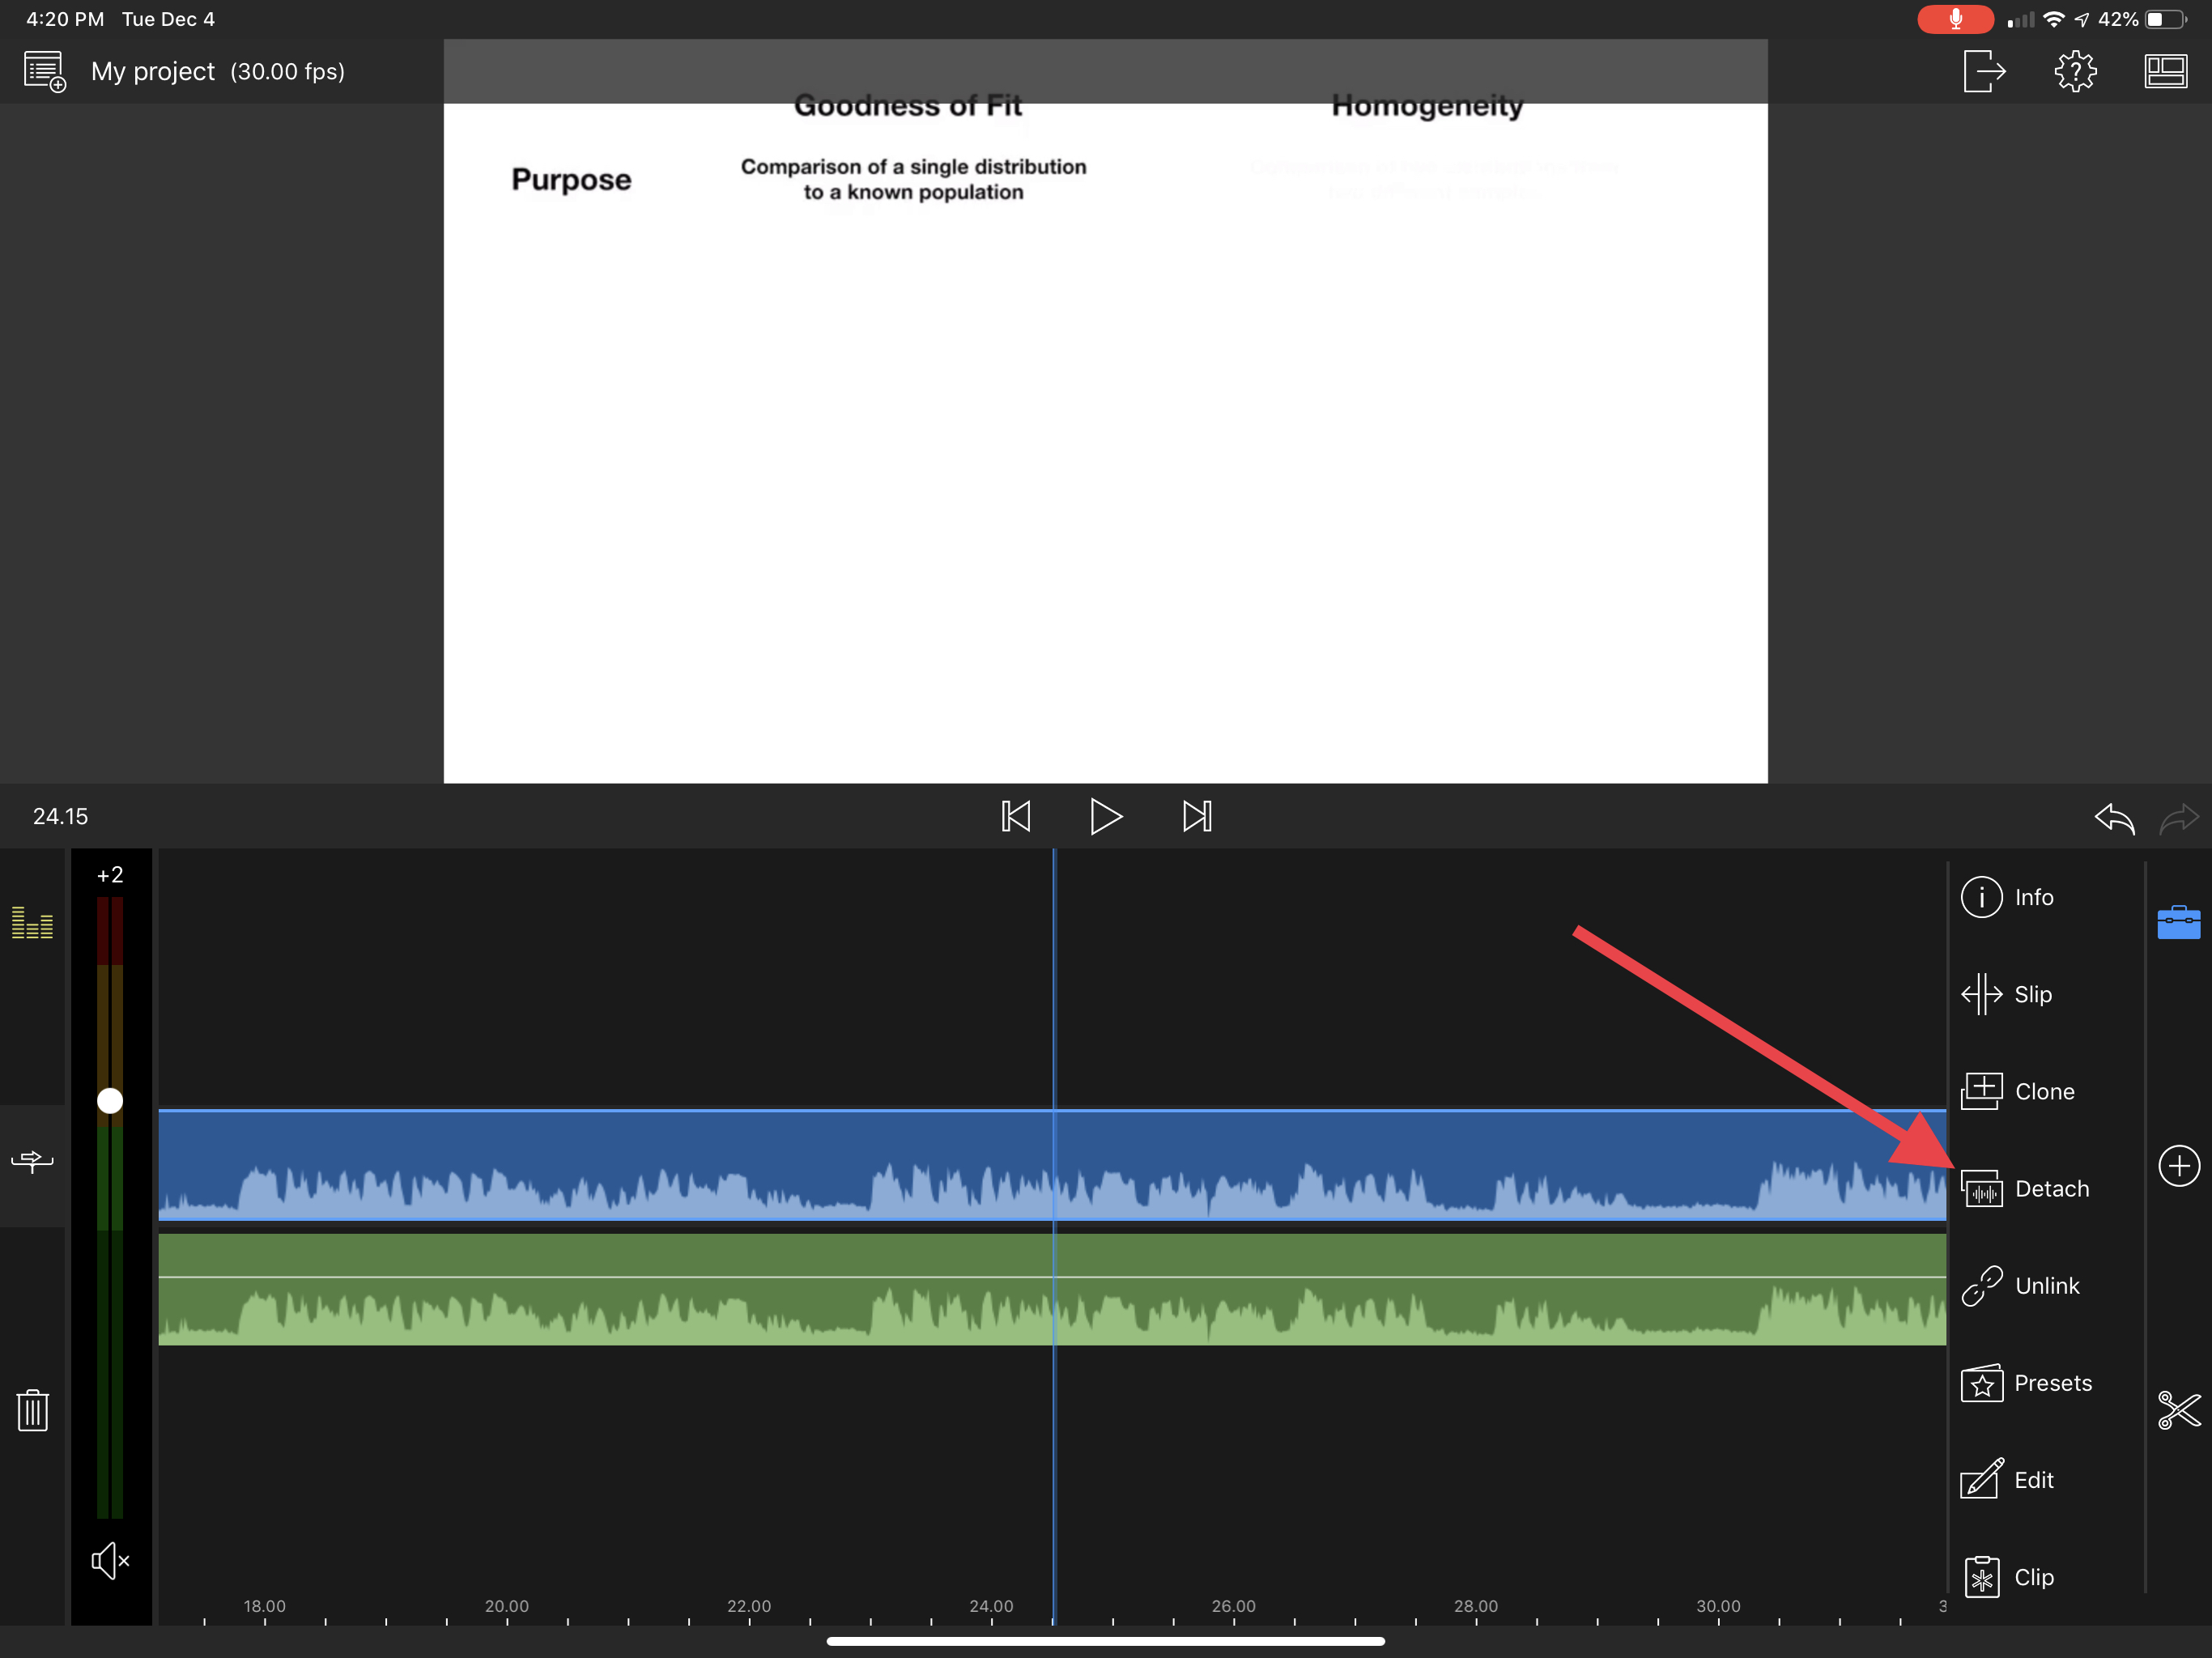 4:20 PM Tue Dec 4
42%
My project (30.00 fps)
Goodness of Fit
Homogeneity
Purpose
Comparison of a single distribution
to a known population
24.15
+2
Info
Slip
Clone
Detach
Unlink
Presets
Edit
Clip
18.00
20.00
22.00
24.00
26.00
28.00
30.00
3